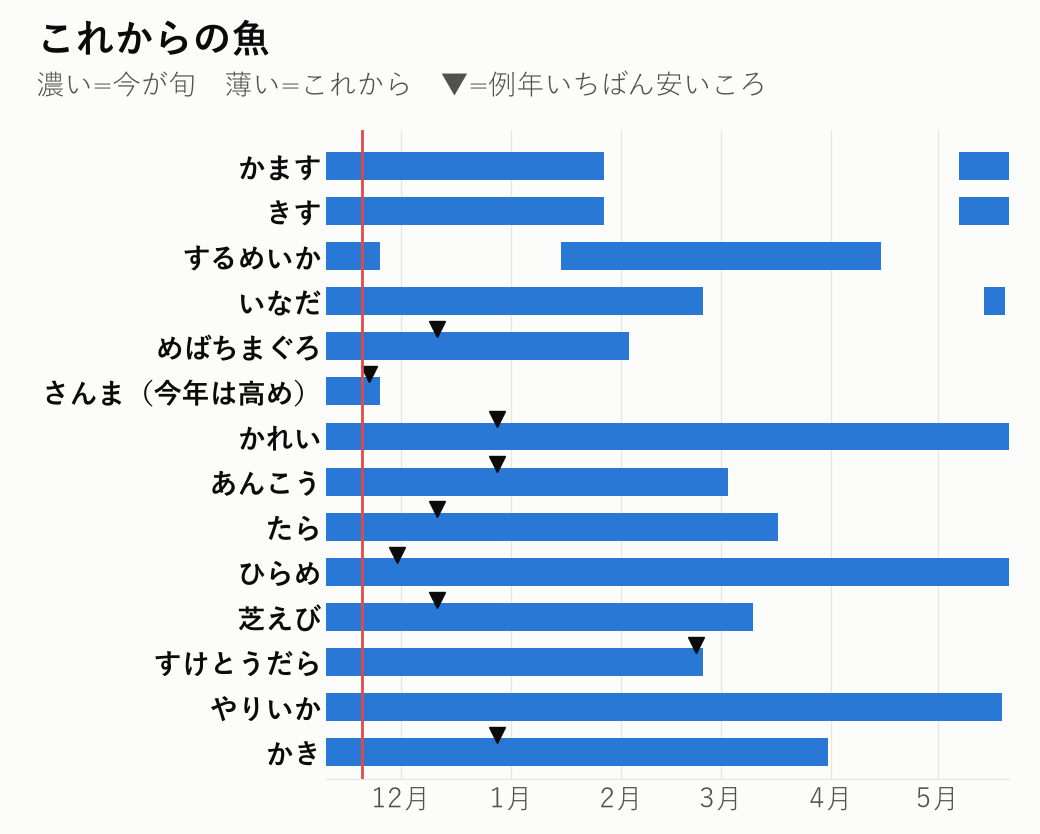 これからの魚
濃い=今が旬　薄い=これから　▼=例年いちばん安いころ
かます
きす
するめいか
いなだ
めばちまぐろ
さんま（今年は高め）
かれい
あんこう
たら
ひらめ
芝えび
すけとうだら
やりいか
かき
12月　1月　2月　3月　4月　5月